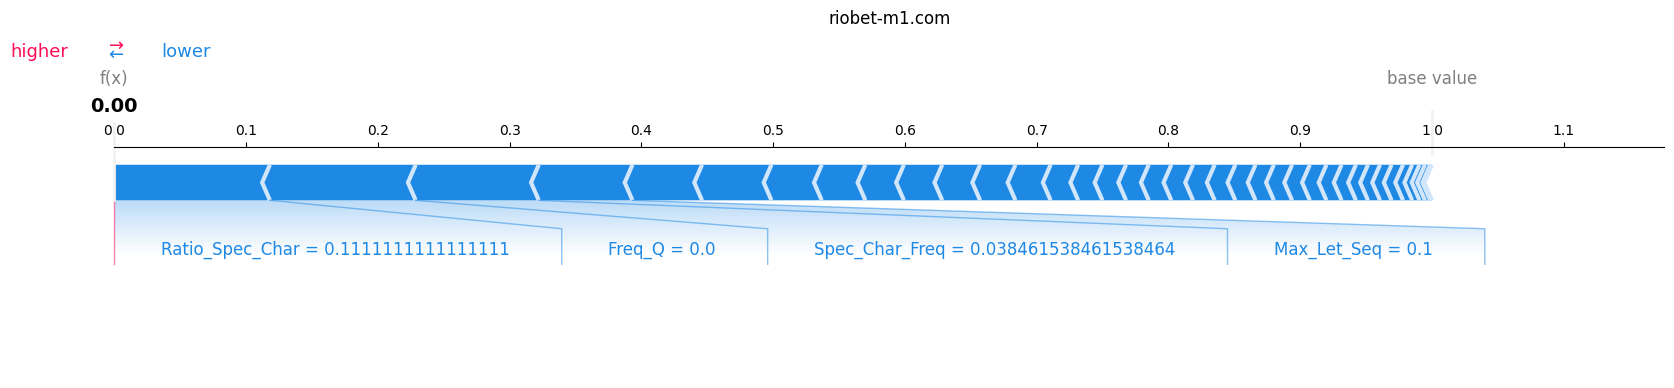 riobet-m1.com
higher → ← lower
f(x)
base value
0.00
0.0 0.1 0.2 0.3 0.4 0.5 0.6 0.7 0.8 0.9 1.0 1.1
Ratio_Spec_Char = 0.1111111111111111
Freq_Q = 0.0
Spec_Char_Freq = 0.038461538461538464
Max_Let_Seq = 0.1